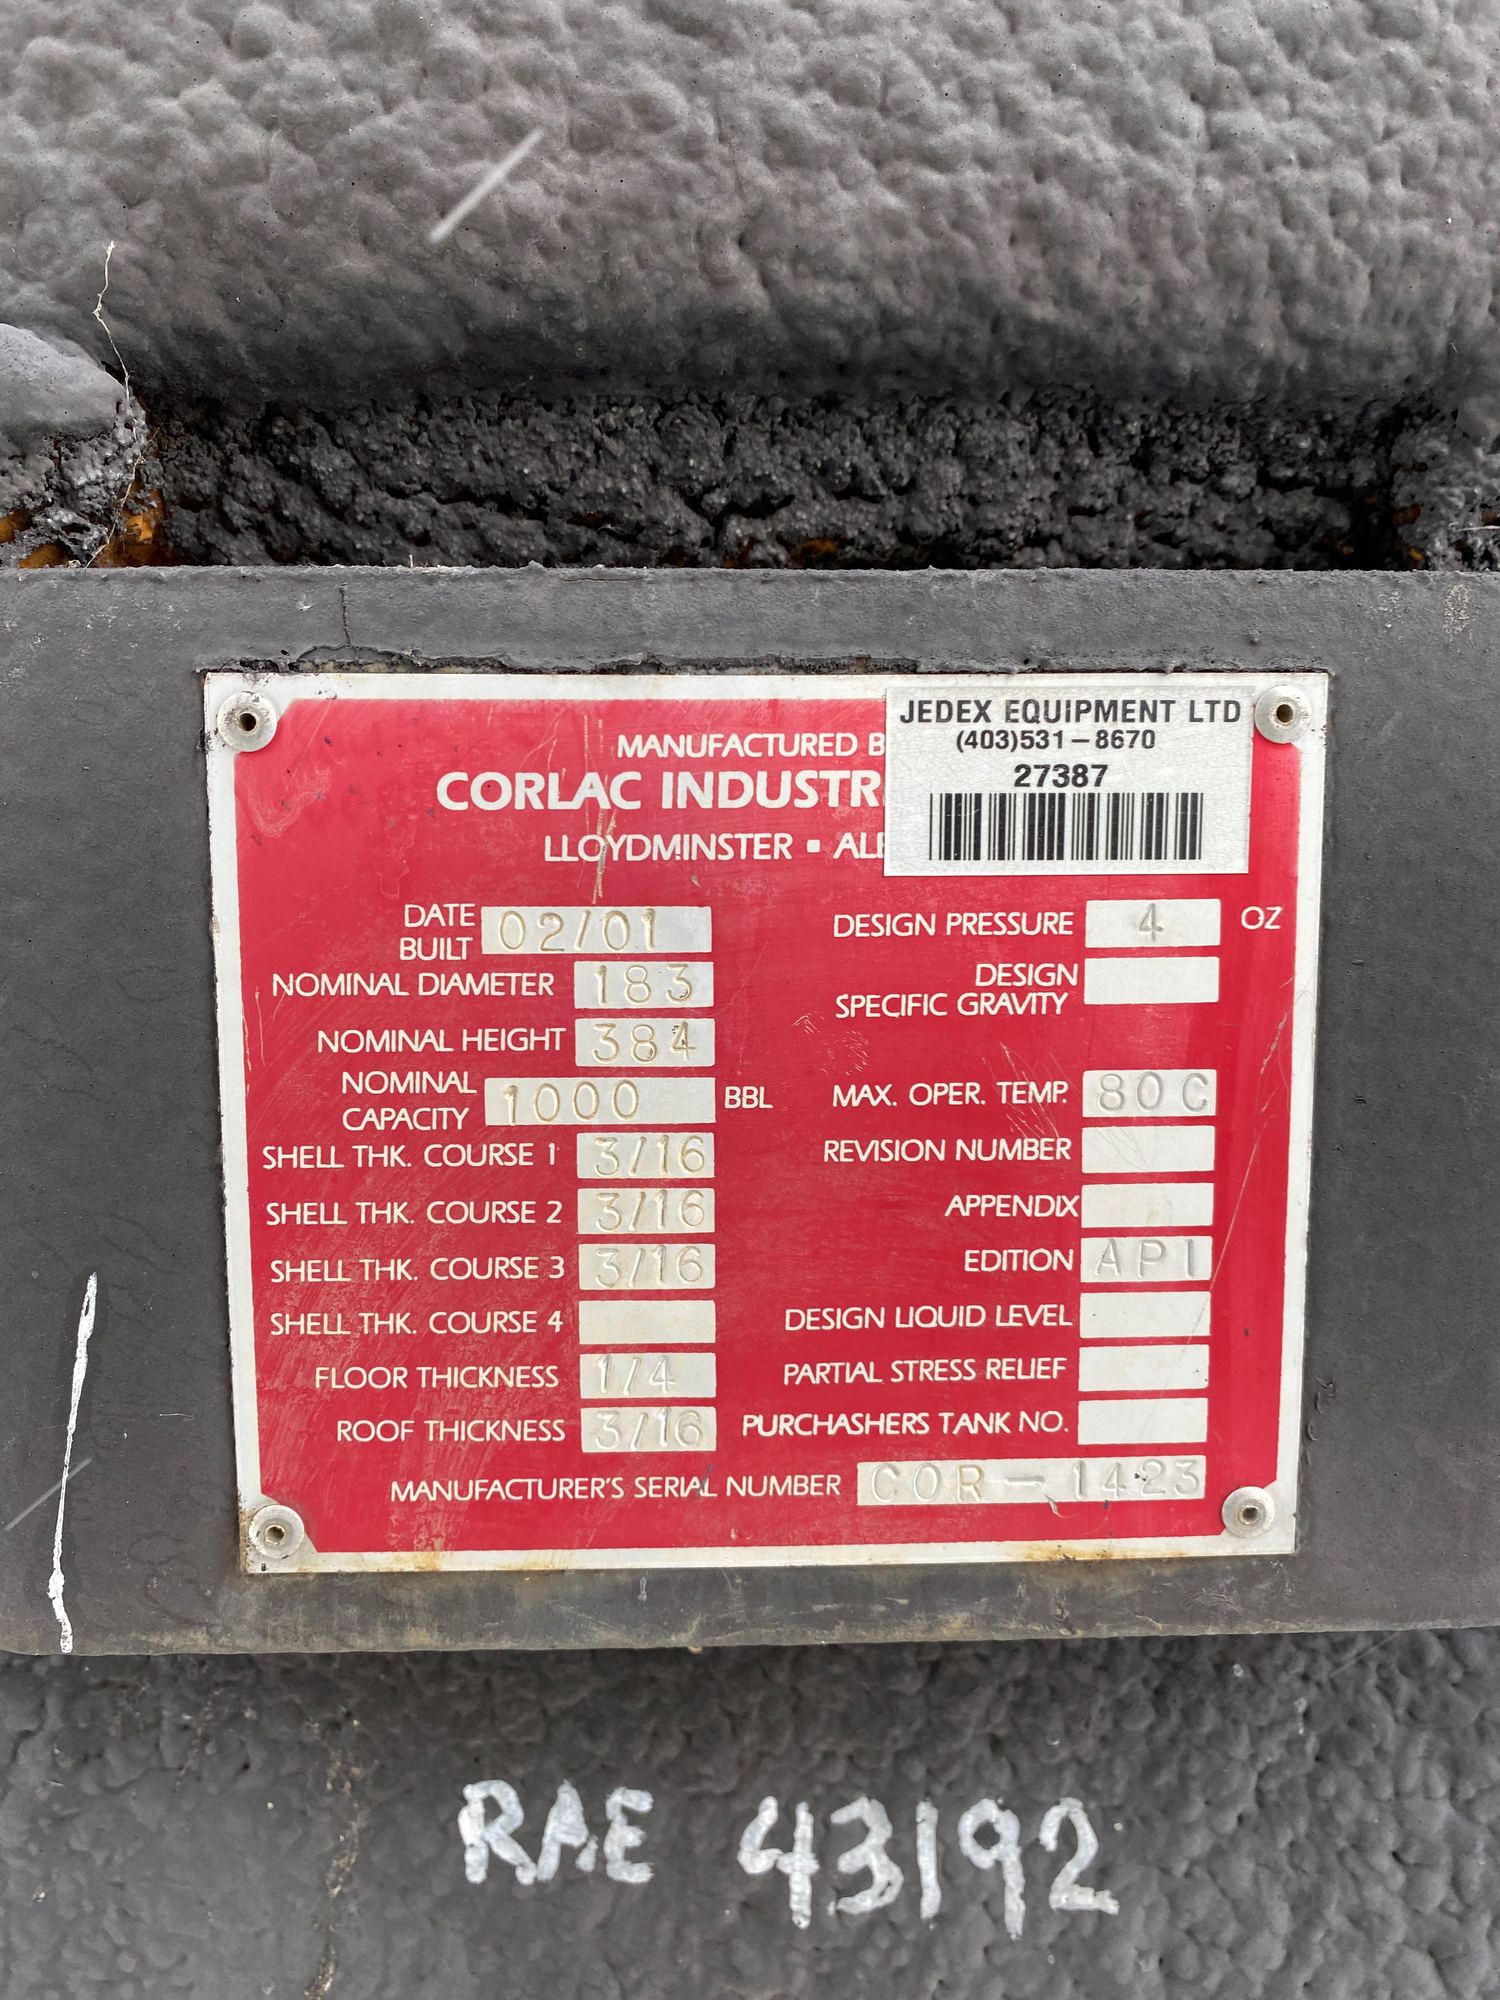 JEDEX EQUIPMENT LTD
(403)531-8670
27387
MANUFACTURED B
CORLAC INDUSTR
LLOYDMINSTER ▪ AL
DATE BUILT 02/01
NOMINAL DIAMETER 183
NOMINAL HEIGHT 384
NOMINAL CAPACITY 1000 BBL
SHELL THK. COURSE 1 3/16
SHELL THK. COURSE 2 3/16
SHELL THK. COURSE 3 3/16
SHELL THK. COURSE 4
FLOOR THICKNESS 1/4
ROOF THICKNESS 3/16
DESIGN PRESSURE 4 OZ
DESIGN SPECIFIC GRAVITY
MAX. OPER. TEMP. 80 C
REVISION NUMBER
APPENDIX
EDITION API
DESIGN LIQUID LEVEL
PARTIAL STRESS RELIEF
PURCHASHERS TANK NO.
MANUFACTURER'S SERIAL NUMBER COR-1423
RAE 43192